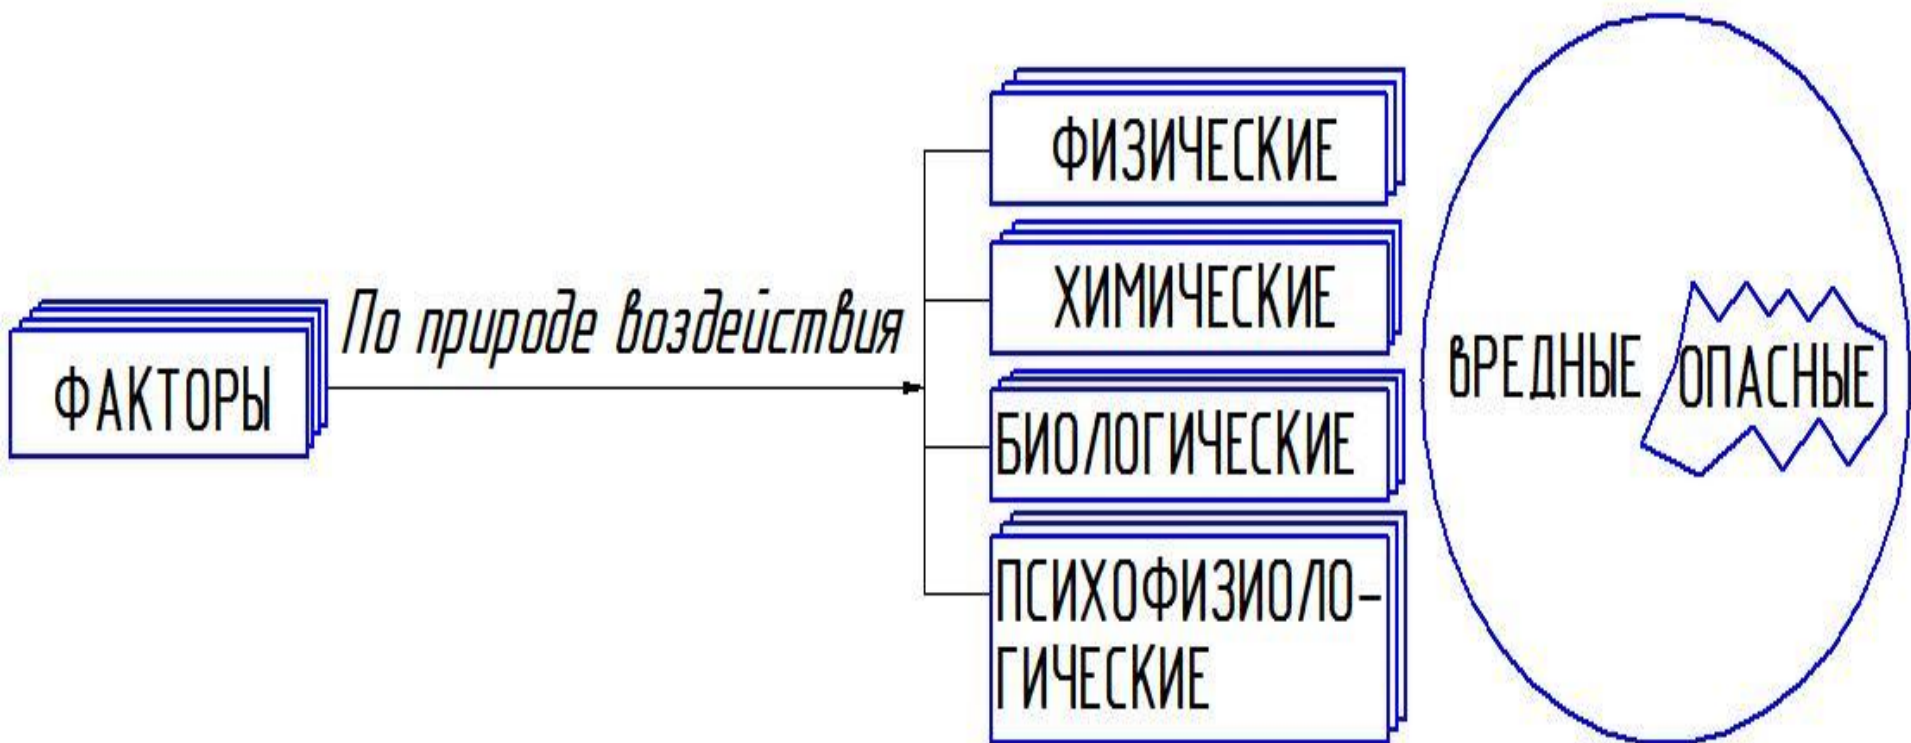 ФАКТОРЫ
По природе воздействия
ФИЗИЧЕСКИЕ
ХИМИЧЕСКИЕ
БИОЛОГИЧЕСКИЕ
ПСИХОФИЗИОЛО-
ГИЧЕСКИЕ
вРЕДНЫЕ
ОПАСНЫЕ